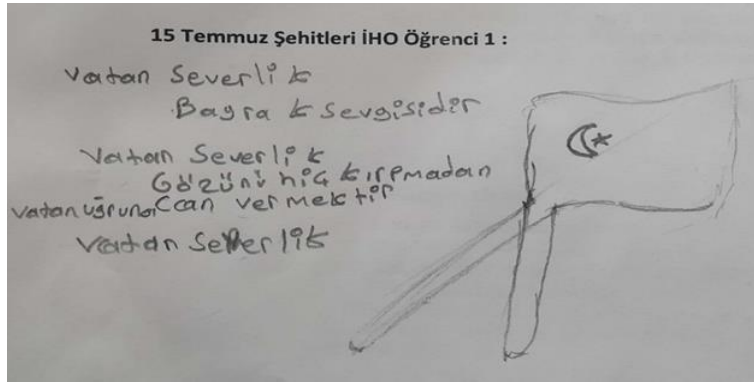 15 Temmuz Şehitleri İHO Öğrenci 1 :
Vatan Severlik
Bayrak sevgisidir
Vatan Severlik
Gözünü hiç kırpmadan
vatan uğruna can vermektir
Vatan Severlik